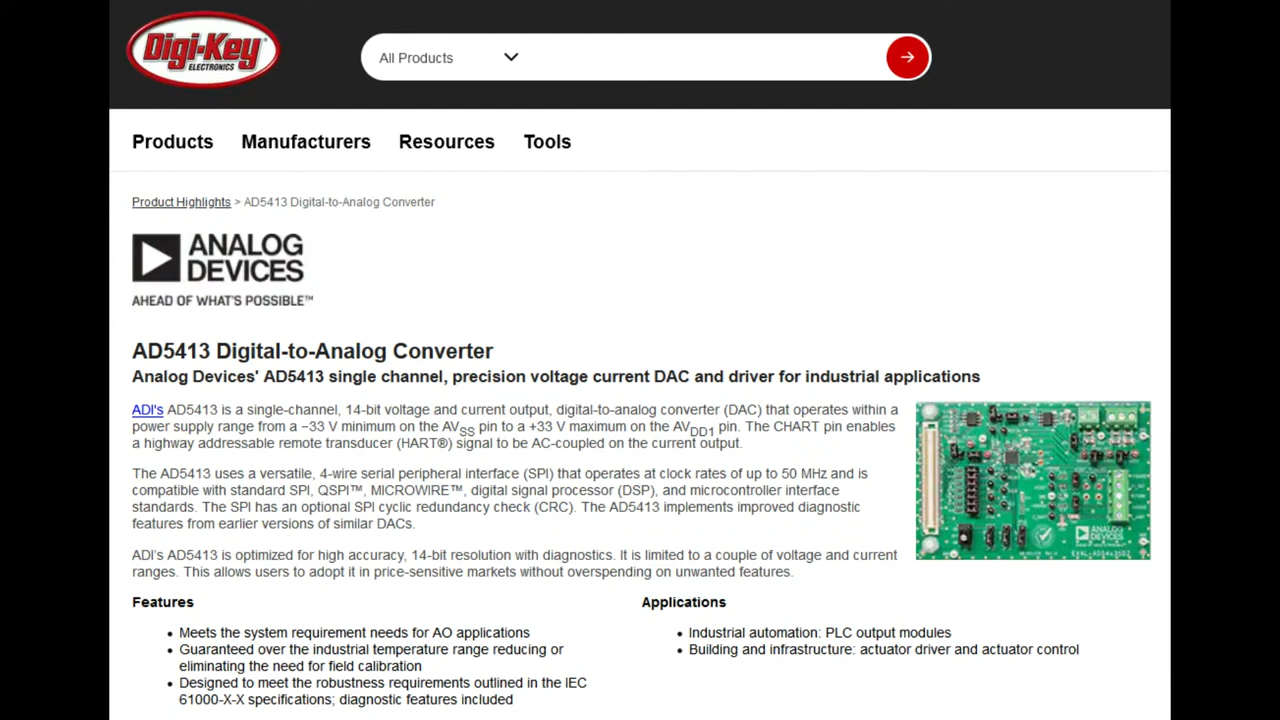 Digi-Key
ELECTRONICS
All Products
Products Manufacturers Resources Tools
Product Highlights > AD5413 Digital-to-Analog Converter
ANALOG
DEVICES
AHEAD OF WHAT'S POSSIBLE™
AD5413 Digital-to-Analog Converter
Analog Devices' AD5413 single channel, precision voltage current DAC and driver for industrial applications
ADI's AD5413 is a single-channel, 14-bit voltage and current output, digital-to-analog converter (DAC) that operates within a
power supply range from a −33 V minimum on the AVSS pin to a +33 V maximum on the AVDD1 pin. The CHART pin enables
a highway addressable remote transducer (HART®) signal to be AC-coupled on the current output.
The AD5413 uses a versatile, 4-wire serial peripheral interface (SPI) that operates at clock rates of up to 50 MHz and is
compatible with standard SPI, QSPI™, MICROWIRE™, digital signal processor (DSP), and microcontroller interface
standards. The SPI has an optional SPI cyclic redundancy check (CRC). The AD5413 implements improved diagnostic
features from earlier versions of similar DACs.
ADI's AD5413 is optimized for high accuracy, 14-bit resolution with diagnostics. It is limited to a couple of voltage and current
ranges. This allows users to adopt it in price-sensitive markets without overspending on unwanted features.
ANALOG
DEVICES
Features
• Meets the system requirement needs for AO applications
• Guaranteed over the industrial temperature range reducing or
eliminating the need for field calibration
• Designed to meet the robustness requirements outlined in the IEC
61000-X-X specifications; diagnostic features included
Applications
• Industrial automation: PLC output modules
• Building and infrastructure: actuator driver and actuator control